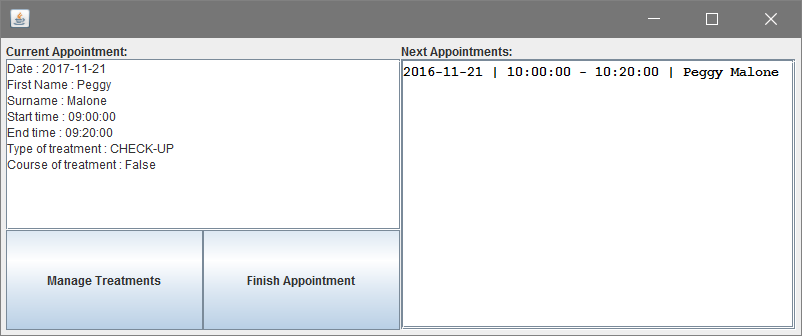 Current Appointment:
Date : 2017-11-21
First Name : Peggy
Surname : Malone
Start time : 09:00:00
End time : 09:20:00
Type of treatment : CHECK-UP
Course of treatment : False
Manage Treatments
Finish Appointment
Next Appointments:
2016-11-21 | 10:00:00 - 10:20:00 | Peggy Malone